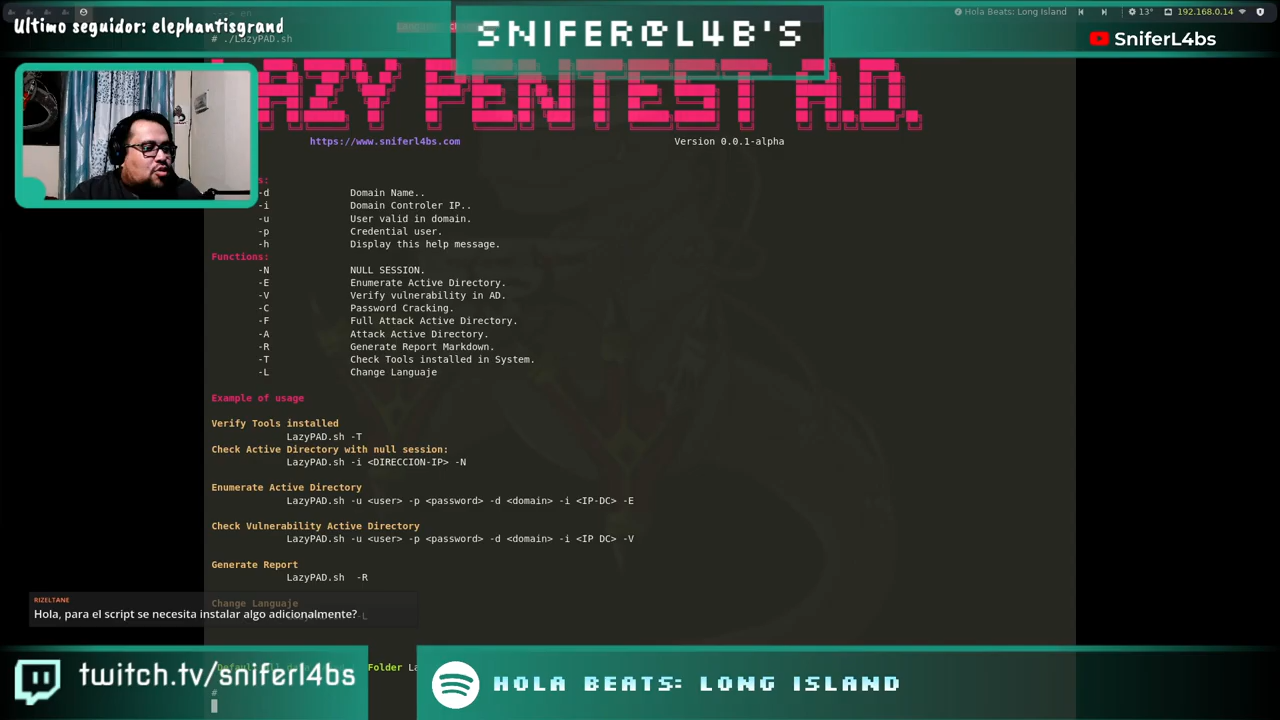 Ultimo seguidor: elephantisgrand
SNIFER@L4B'S
Hola Beats: Long Island
13°
192.168.0.14
SniferL4bs
# ./LazyPAD.sh
LAZY PENTEST A.D.
https://www.sniferl4bs.com
Version 0.0.1-alpha
-d Domain Name..
-i Domain Controler IP..
-u User valid in domain.
-p Credential user.
-h Display this help message.
Functions:
-N NULL SESSION.
-E Enumerate Active Directory.
-V Verify vulnerability in AD.
-C Password Cracking.
-F Full Attack Active Directory.
-A Attack Active Directory.
-R Generate Report Markdown.
-T Check Tools installed in System.
-L Change Languaje
Example of usage
Verify Tools installed
LazyPAD.sh -T
Check Active Directory with null session:
LazyPAD.sh -i <DIRECCION-IP> -N
Enumerate Active Directory
LazyPAD.sh -u <user> -p <password> -d <domain> -i <IP-DC> -E
Check Vulnerability Active Directory
LazyPAD.sh -u <user> -p <password> -d <domain> -i <IP DC> -V
Generate Report
LazyPAD.sh -R
RIZELTANE
Change Languaje
Hola, para el script se necesita instalar algo adicionalmente?
-L
Folder
#
twitch.tv/sniferl4bs
HOLA BEATS: LONG ISLAND